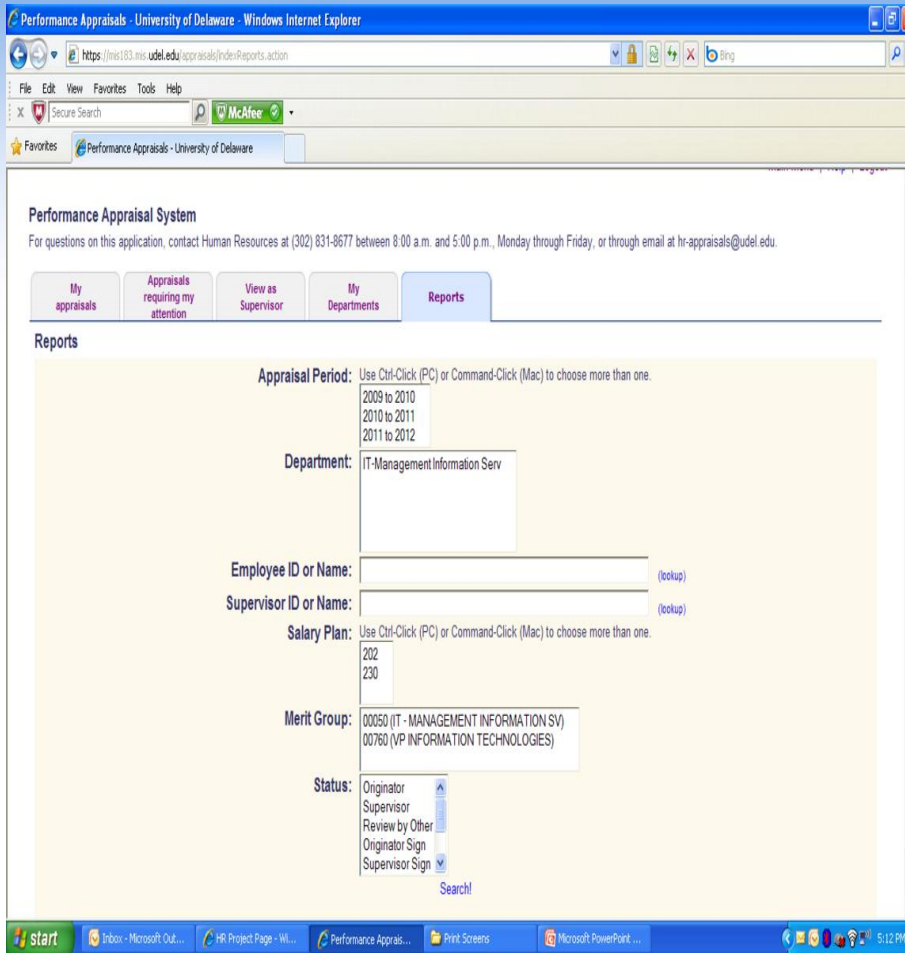 Performance Appraisals - University of Delaware - Windows Internet Explorer
https://mis183.mis.udel.edu/appraisals/indexReports.action
Bing
File Edit View Favorites Tools Help
X Secure Search McAfee
Favorites Performance Appraisals - University of Delaware
Main Menu | Help | Logout
Performance Appraisal System
For questions on this application, contact Human Resources at (302) 831-8677 between 8:00 a.m. and 5:00 p.m., Monday through Friday, or through email at hr-appraisals@udel.edu.
My appraisals
Appraisals requiring my attention
View as Supervisor
My Departments
Reports
Reports
Appraisal Period: Use Ctrl-Click (PC) or Command-Click (Mac) to choose more than one.
2009 to 2010
2010 to 2011
2011 to 2012
Department: IT-Management Information Serv
Employee ID or Name: (lookup)
Supervisor ID or Name: (lookup)
Salary Plan: Use Ctrl-Click (PC) or Command-Click (Mac) to choose more than one.
202
230
Merit Group: 00050 (IT - MANAGEMENT INFORMATION SV)
00760 (VP INFORMATION TECHNOLOGIES)
Status: Originator
Supervisor
Review by Other
Originator Sign
Supervisor Sign
Search!
start Inbox - Microsoft Out... HR Project Page - Wi... Performance Apprais... Print Screens Microsoft PowerPoint ... 5:12 PM